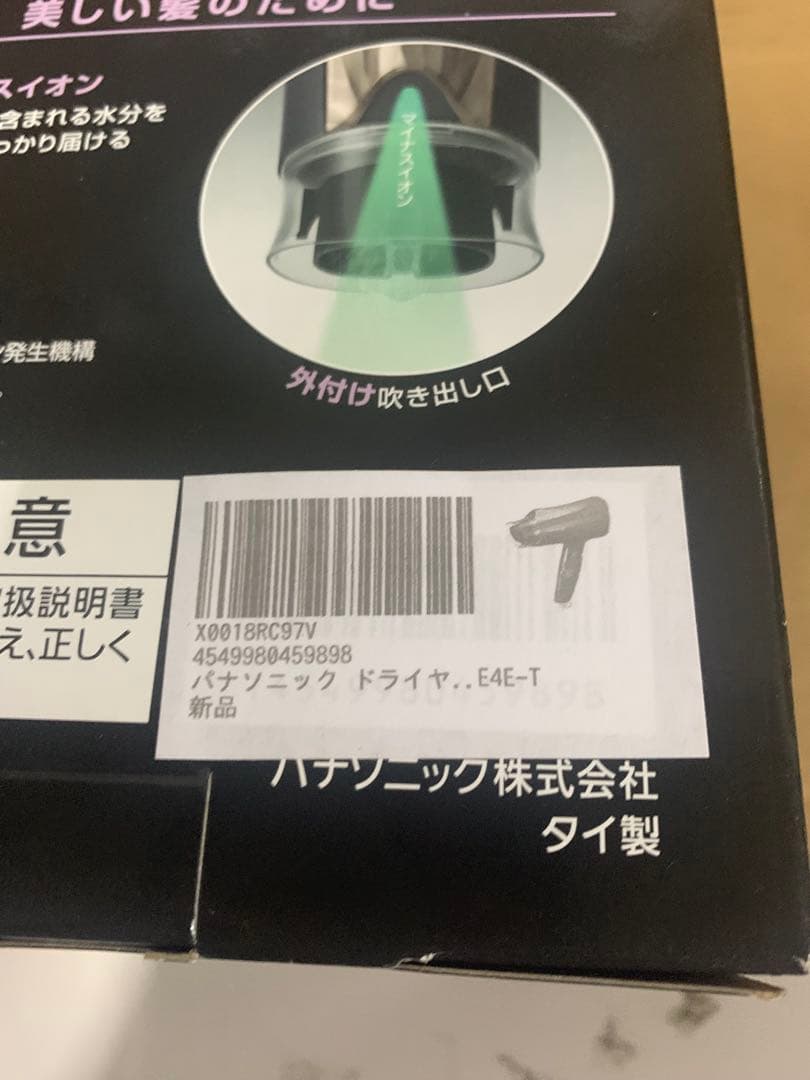 美しい髪のために
スイオン
含まれる水分を
っかり届ける
マイナスイオン
発生機構
外付け吹き出し口
意
扱説明書
え、正しく
X0018RC97V
4549980459898
パナソニック ドライヤ..E4E-T
新品
パナソニック株式会社
タイ製